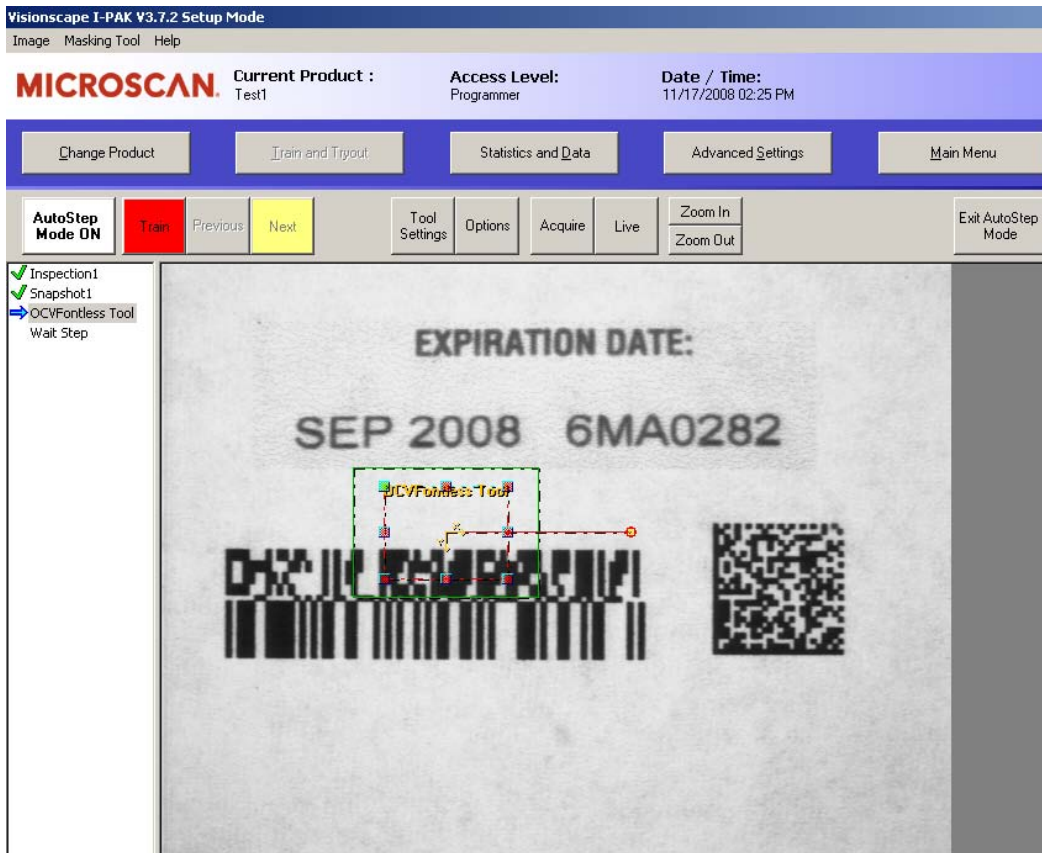 Visionscape I-PAK V3.7.2 Setup Mode
Image Masking Tool Help
MICROSCAN.
Current Product :
Test1
Access Level:
Programmer
Date / Time:
11/17/2008 02:25 PM
Change Product
Train and Tryout
Statistics and Data
Advanced Settings
Main Menu
AutoStep
Mode ON
Train
Previous
Next
Tool
Settings
Options
Acquire
Live
Zoom In
Zoom Out
Exit AutoStep
Mode
Inspection1
Snapshot1
OCVFontless Tool
Wait Step
EXPIRATION DATE:
SEP 2008 6MA0282
OCVFontless Tool